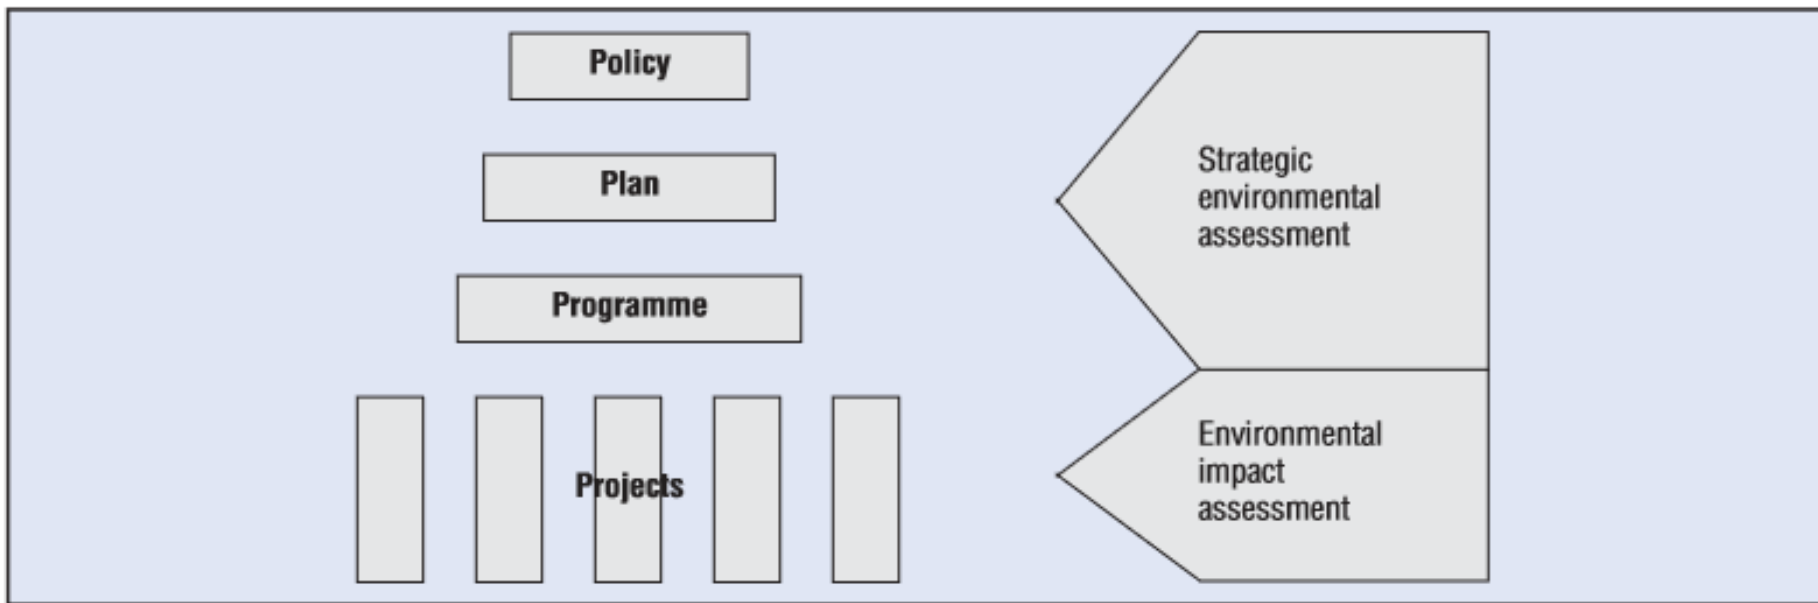 Policy
Plan
Programme
Projects
Strategic
environmental
assessment
Environmental
impact
assessment